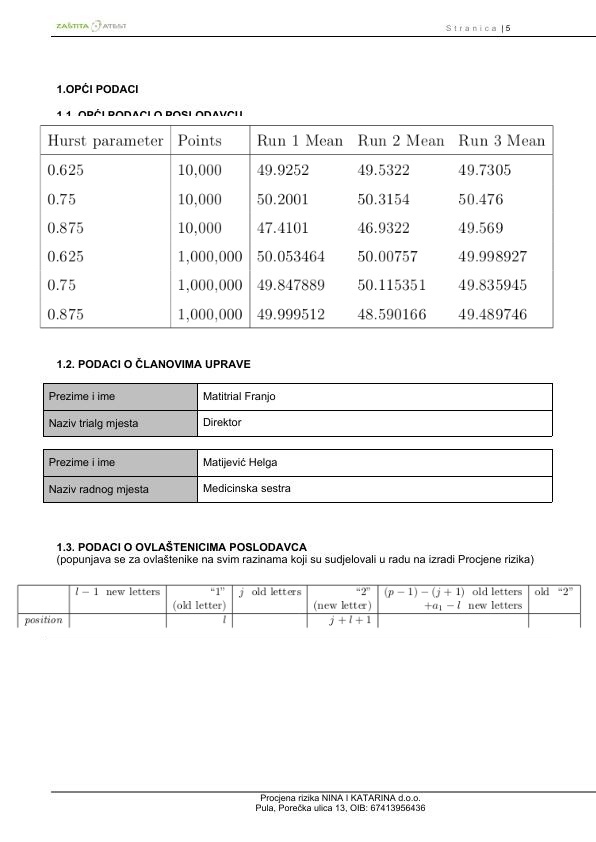 ZAŠTITA ATEST
Stranica | 5
1.OPĆI PODACI
1.1. OPĆI PODACI O POSLODAVCU
Hurst parameter Points Run 1 Mean Run 2 Mean Run 3 Mean
0.625 10,000 49.9252 49.5322 49.7305
0.75 10,000 50.2001 50.3154 50.476
0.875 10,000 47.4101 46.9322 49.569
0.625 1,000,000 50.053464 50.00757 49.998927
0.75 1,000,000 49.847889 50.115351 49.835945
0.875 1,000,000 49.999512 48.590166 49.489746
1.2. PODACI O ČLANOVIMA UPRAVE
Prezime i ime Matitrial Franjo
Naziv trialg mjesta Direktor
Prezime i ime Matijević Helga
Naziv radnog mjesta Medicinska sestra
1.3. PODACI O OVLAŠTENICIMA POSLODAVCA
(popunjava se za ovlaštenike na svim razinama koji su sudjelovali u radu na izradi Procjene rizika)
l − 1 new letters “1” j old letters “2” (p − 1) − (j + 1) old letters old “2”
(old letter) (new letter) +a₁ − l new letters
position l j + l + 1
Procjena rizika NINA I KATARINA d.o.o.
Pula, Porečka ulica 13, OIB: 67413956436